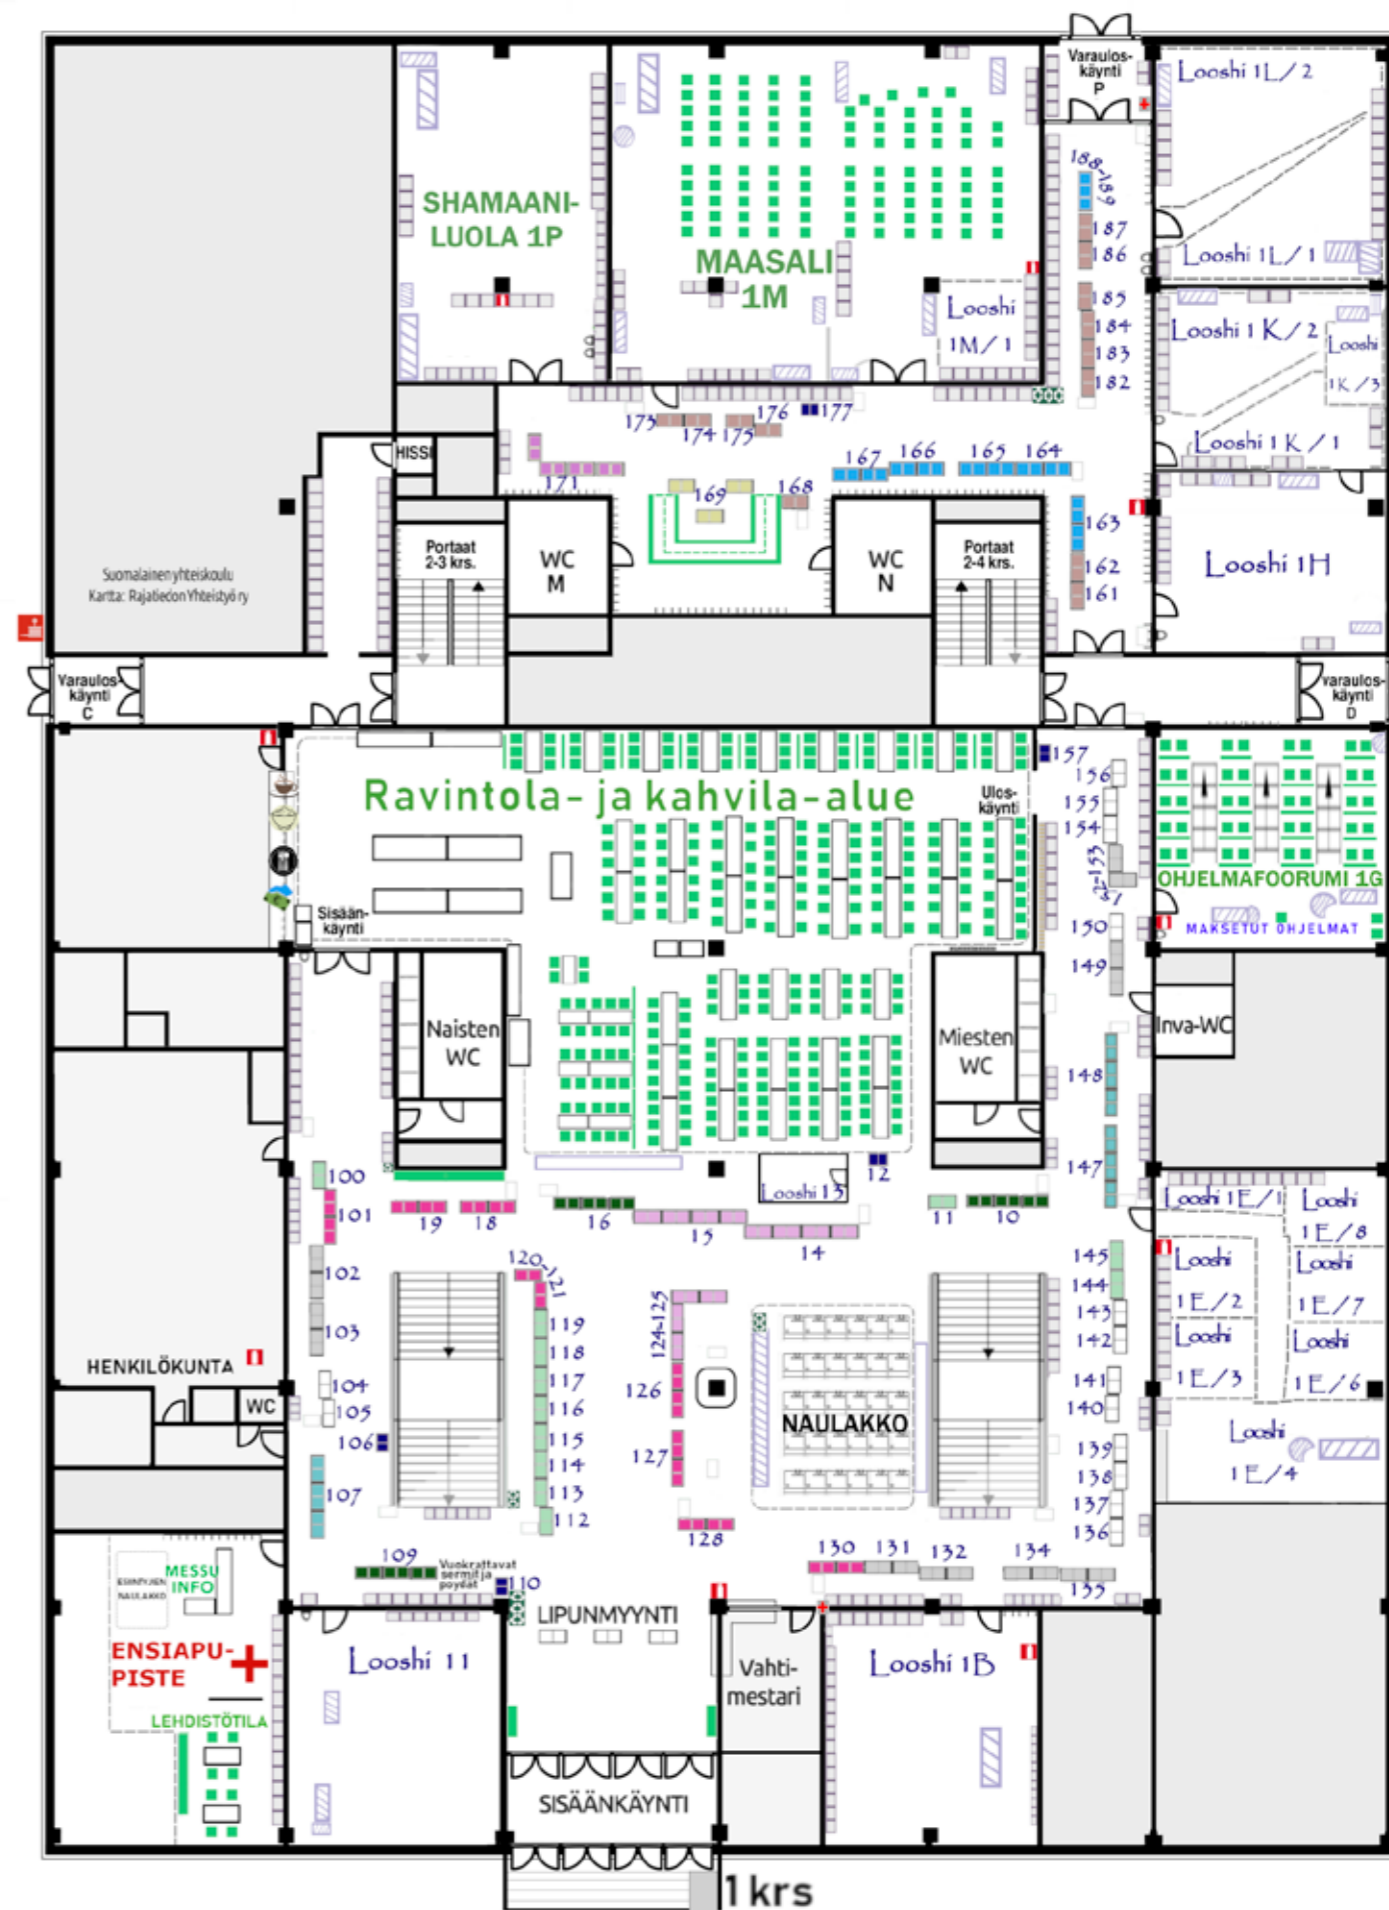 Varaulos-
käynti
P
Looshi 1L/2
188-189
187
186
Looshi 1L/1
SHAMAANI-
LUOLA 1P
MAASALI
1M
Looshi
1M/1
185
184
183
182
Looshi 1K/2
Looshi
1K/3
Looshi 1K/1
173
174
175
176
177
HISSI
171
169
168
167
166
165
164
163
162
161
Looshi 1H
Portaat
2-3 krs.
WC
M
WC
N
Portaat
2-4 krs.
Suomalainen yhteiskoulu
Kartta: Rajatiedon Yhteistyö ry
Varaulos-
käynti
C
varaulos-
käynti
D
Ravintola- ja kahvila-alue
Ulos-
käynti
157
156
155
154
152-153
OHJELMAFOORUMI 1G
MAKSETUT OHJELMAT
Sisään-
käynti
150
149
Naisten
WC
Miesten
WC
Inva-WC
148
147
100
101
19
18
16
15
14
Looshi 13
12
11
10
Looshi 1E/1
Looshi
1E/8
102
103
120-121
119
118
117
116
115
114
113
112
124-125
126
127
128
NAULAKKO
145
144
143
142
141
140
139
138
137
136
Looshi
1E/2
Looshi
1E/7
Looshi
1E/3
Looshi
1E/6
Looshi
1E/4
HENKILÖKUNTA
WC
104
105
106
107
109
Vuokrattavat
sermit ja
pöydät
110
130
131
132
134
135
ESIINTYJIEN
NAULAKKO
MESSU
INFO
ENSIAPU-
PISTE
LEHDISTÖTILA
Looshi 11
LIPUNMYYNTI
Vahti-
mestari
Looshi 1B
SISÄÄNKÄYNTI
1 krs